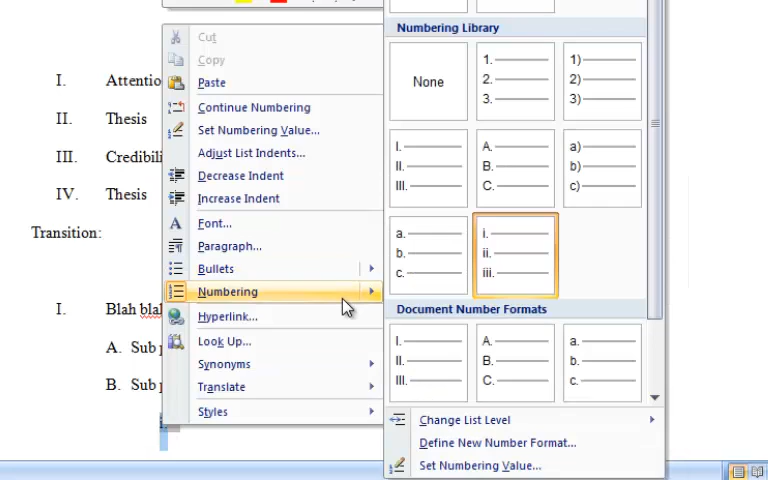 I. Attentio
II. Thesis
III. Credibili
IV. Thesis
Transition:
I. Blah blah
A. Sub p
B. Sub p
Cut
Copy
Paste
Continue Numbering
Set Numbering Value...
Adjust List Indents...
Decrease Indent
Increase Indent
Font...
Paragraph...
Bullets
Numbering
Hyperlink...
Look Up...
Synonyms
Translate
Styles
Numbering Library
None
1.
2.
3.
1)
2)
3)
I.
II.
III.
A.
B.
C.
a)
b)
c)
a.
b.
c.
i.
ii.
iii.
Document Number Formats
I.
II.
III.
A.
B.
C.
a.
b.
c.
Change List Level
Define New Number Format...
Set Numbering Value...